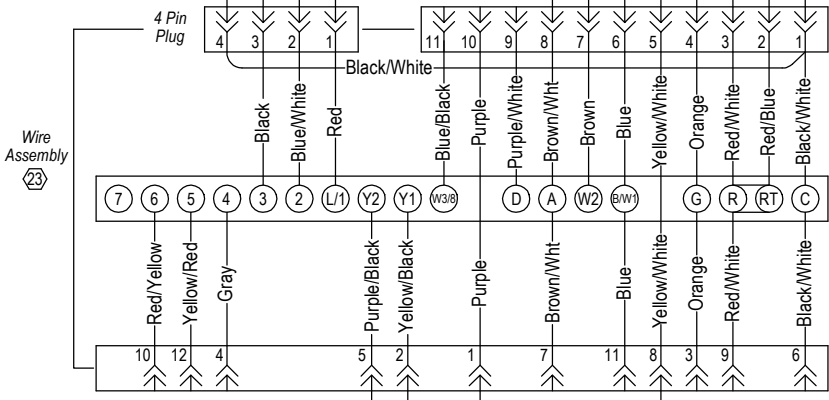 4 Pin
Plug
4 3 2 1
11 10 9 8 7 6 5 4 3 2 1
Black/White
Black
Blue/White
Red
Blue/Black
Purple
Purple/White
Brown/Wht
Brown
Blue
Yellow/White
Orange
Red/White
Red/Blue
Black/White
Wire
Assembly
23
7 6 5 4 3 2 L/1 Y2 Y1 W3/8 D A W2 B/W1 G R RT C
Red/Yellow
Yellow/Red
Gray
Purple/Black
Yellow/Black
Purple
Brown/Wht
Blue
Yellow/White
Orange
Red/White
Black/White
10 12 4 5 2 1 7 11 8 3 9 6